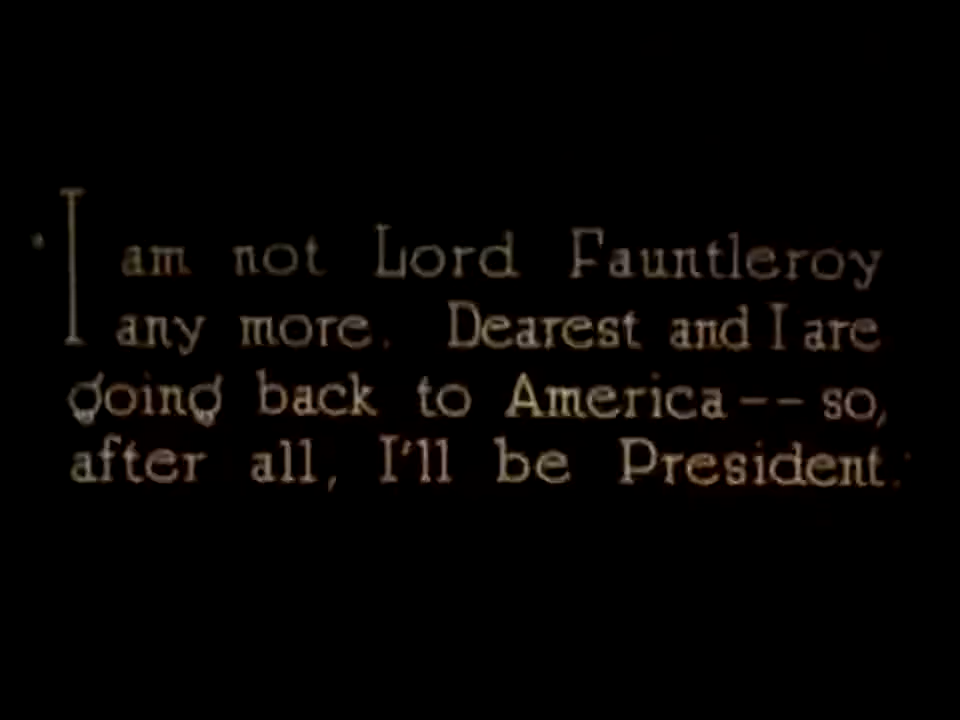 "I am not Lord Fauntleroy
any more. Dearest and I are
going back to America -- so,
after all, I'll be President."